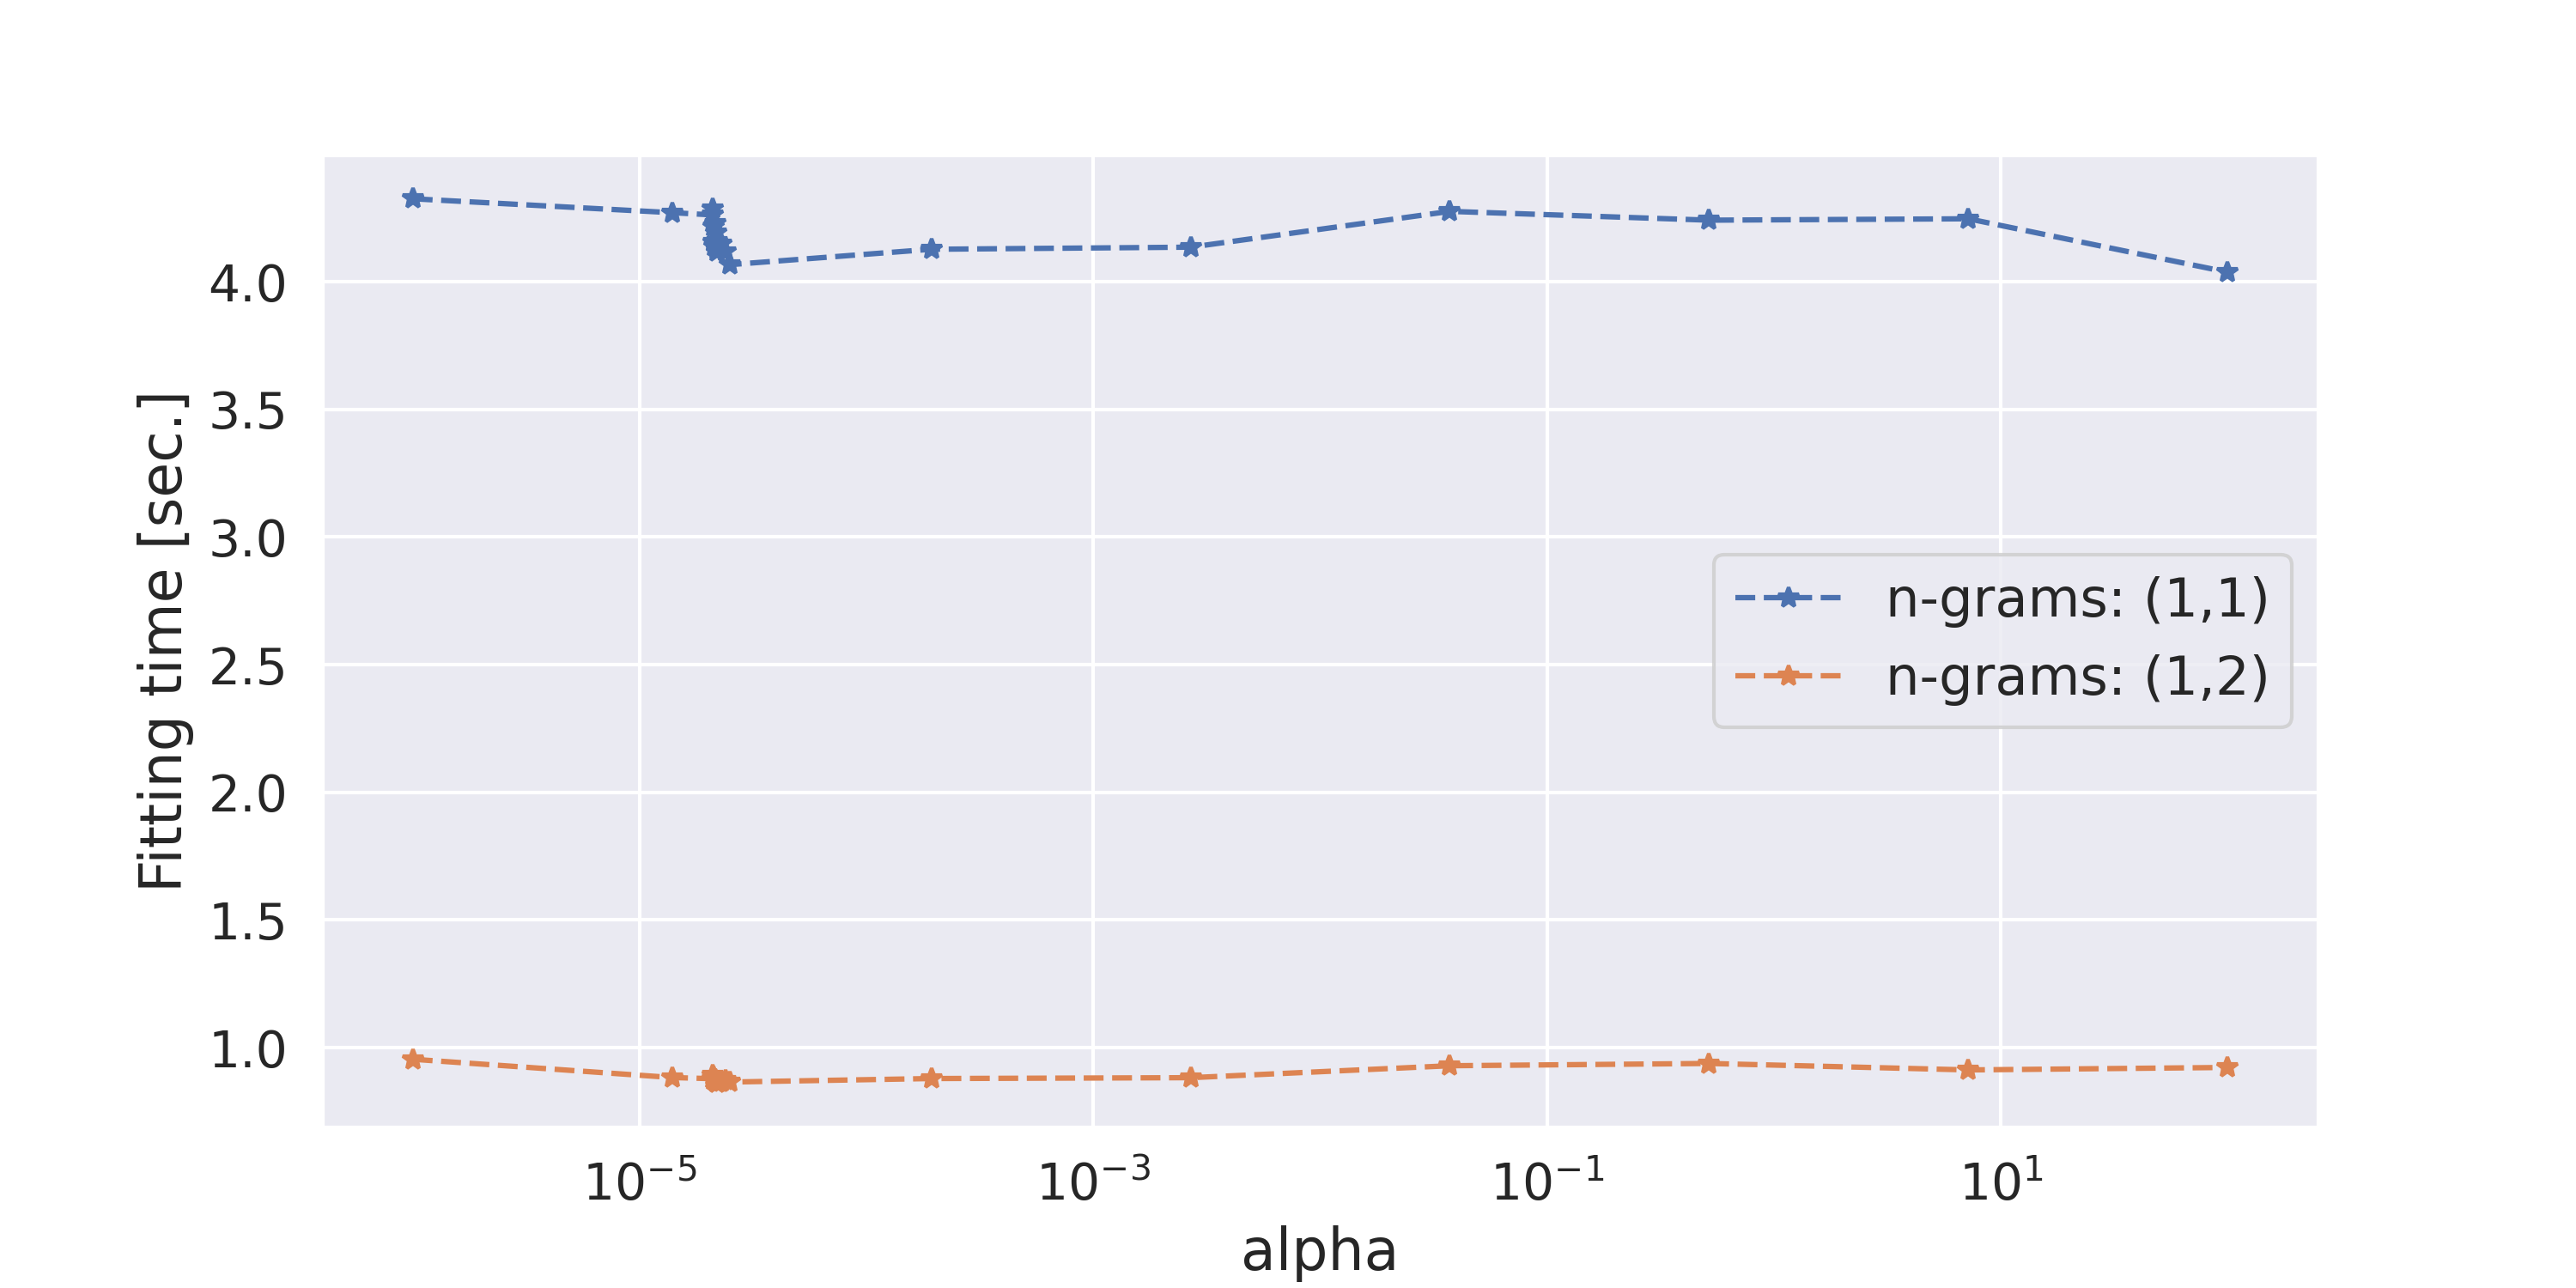 Fitting time [sec.]
4.0
3.5
3.0
2.5
2.0
1.5
1.0
n-grams: (1,1)
n-grams: (1,2)
10⁻⁵ 10⁻³ 10⁻¹ 10¹
alpha